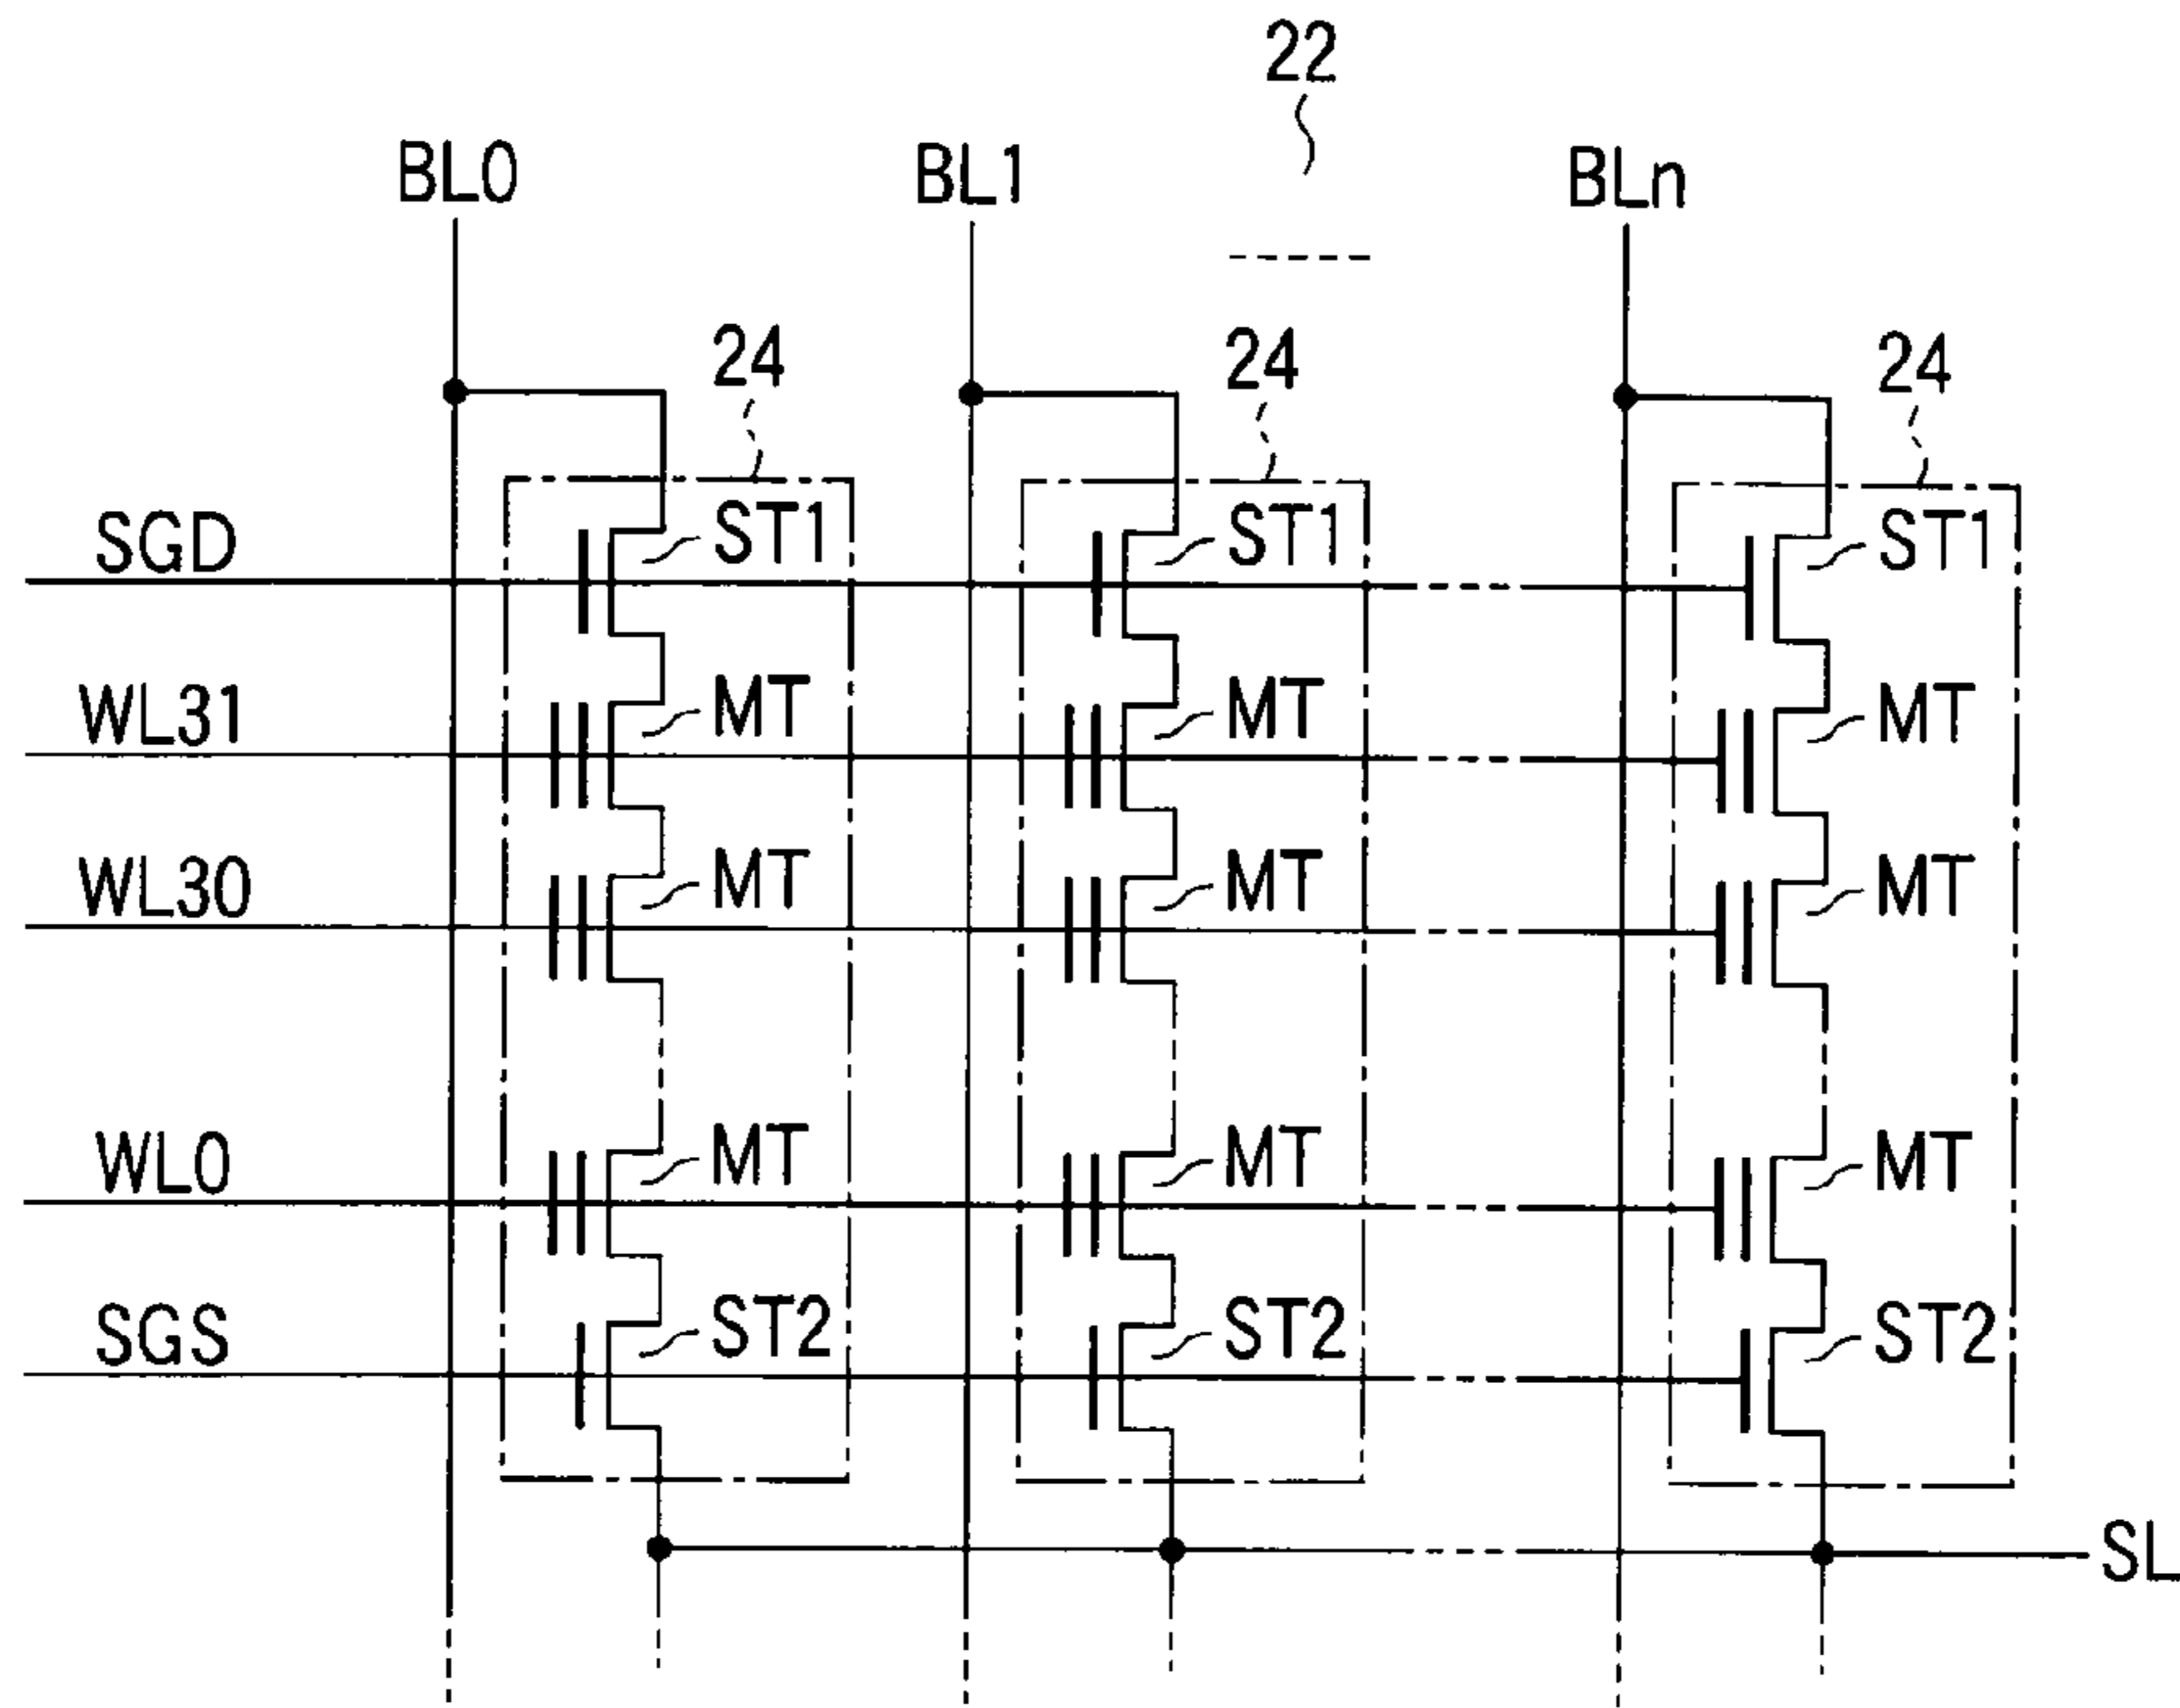 22
BL0 BL1 BLn
24 24 24
SGD ST1 ST1 ST1
WL31 MT MT MT
WL30 MT MT MT
WL0 MT MT MT
SGS ST2 ST2 ST2
SL